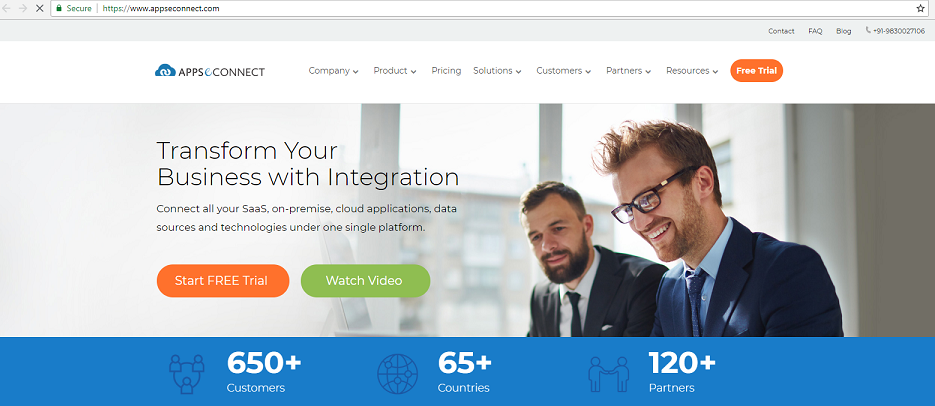 Secure | https://www.appseconnect.com
Contact FAQ Blog +91-9830027106
APPSeCONNECT Company Product Pricing Solutions Customers Partners Resources Free Trial
Transform Your
Business with Integration
Connect all your SaaS, on-premise, cloud applications, data
sources and technologies under one single platform.
Start FREE Trial Watch Video
650+ 65+ 120+
Customers Countries Partners